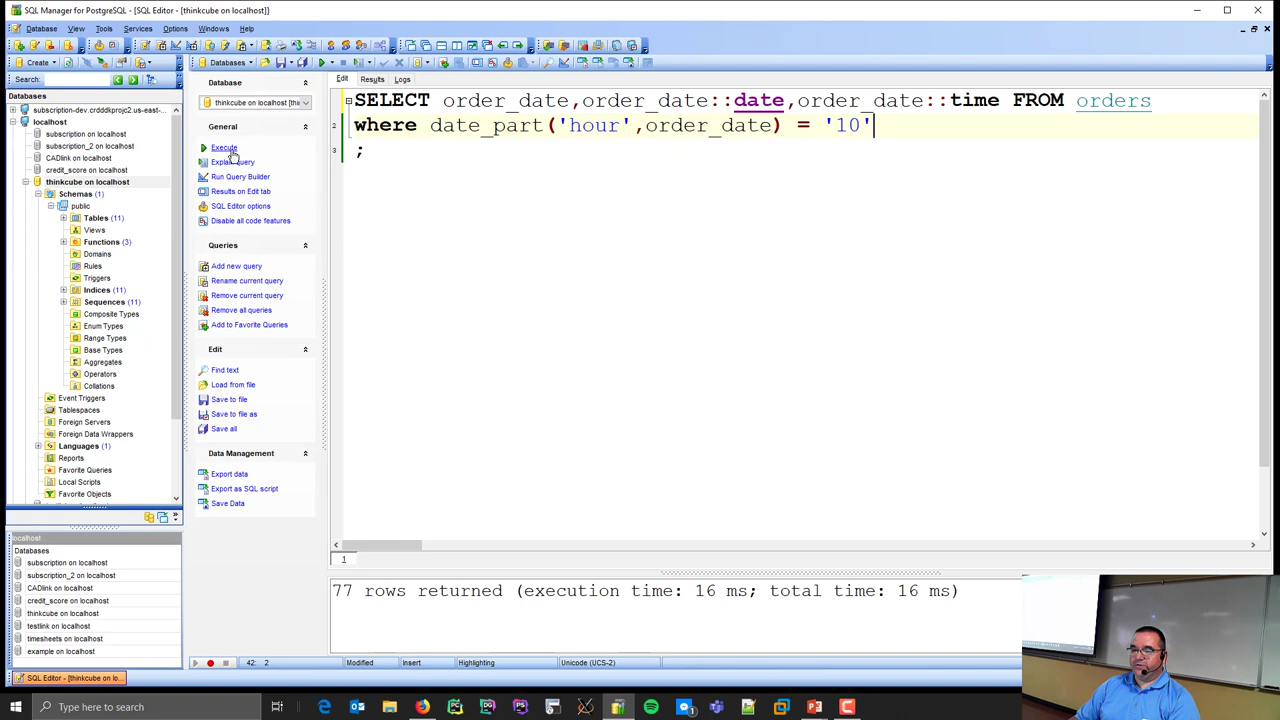 SQL Manager for PostgreSQL - [SQL Editor - [thinkcube on localhost]]
Database View Tools Services Options Windows Help
Create
Databases
Search:
Databases
subscription-dev.crdddkprojc2.us-east-
localhost
subscription on localhost
subscription_2 on localhost
CADlink on localhost
credit_score on localhost
thinkcube on localhost
Schemas (1)
public
Tables (11)
Views
Functions (3)
Domains
Rules
Triggers
Indices (11)
Sequences (11)
Composite Types
Enum Types
Range Types
Base Types
Aggregates
Operators
Collations
Event Triggers
Tablespaces
Foreign Servers
Foreign Data Wrappers
Languages (1)
Reports
Favorite Queries
Local Scripts
Favorite Objects
localhost
Databases
subscription on localhost
subscription_2 on localhost
CADlink on localhost
credit_score on localhost
thinkcube on localhost
testlink on localhost
timesheets on localhost
example on localhost
Database
thinkcube on localhost [thin
General
Execute
Explain query
Run Query Builder
Results on Edit tab
SQL Editor options
Disable all code features
Queries
Add new query
Rename current query
Remove current query
Remove all queries
Add to Favorite Queries
Edit
Find text
Load from file
Save to file
Save to file as
Save all
Data Management
Export data
Export as SQL script
Save Data
Edit Results Logs
SELECT order_date,order_date::date,order_date::time FROM orders
2 where date_part('hour',order_date) = '10'
3 ;
1
77 rows returned (execution time: 16 ms; total time: 16 ms)
42: 2 Modified Insert Highlighting Unicode (UCS-2)
SQL Editor - [thinkcube on lo...
Type here to search